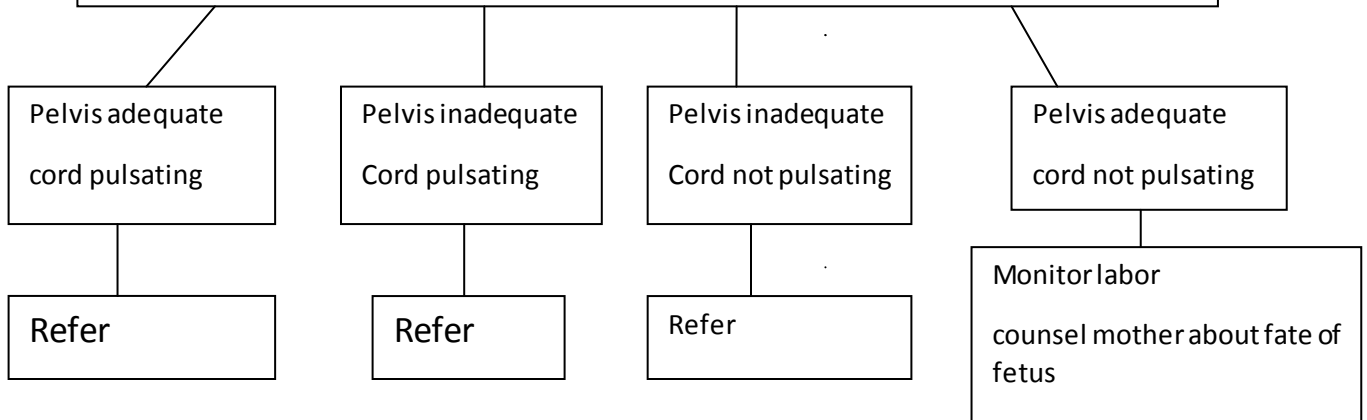 Pelvis adequate
cord pulsating
Pelvis inadequate
Cord pulsating
Pelvis inadequate
Cord not pulsating
Pelvis adequate
cord not pulsating
Refer
Refer
Refer
Monitor labor
counsel mother about fate of
fetus